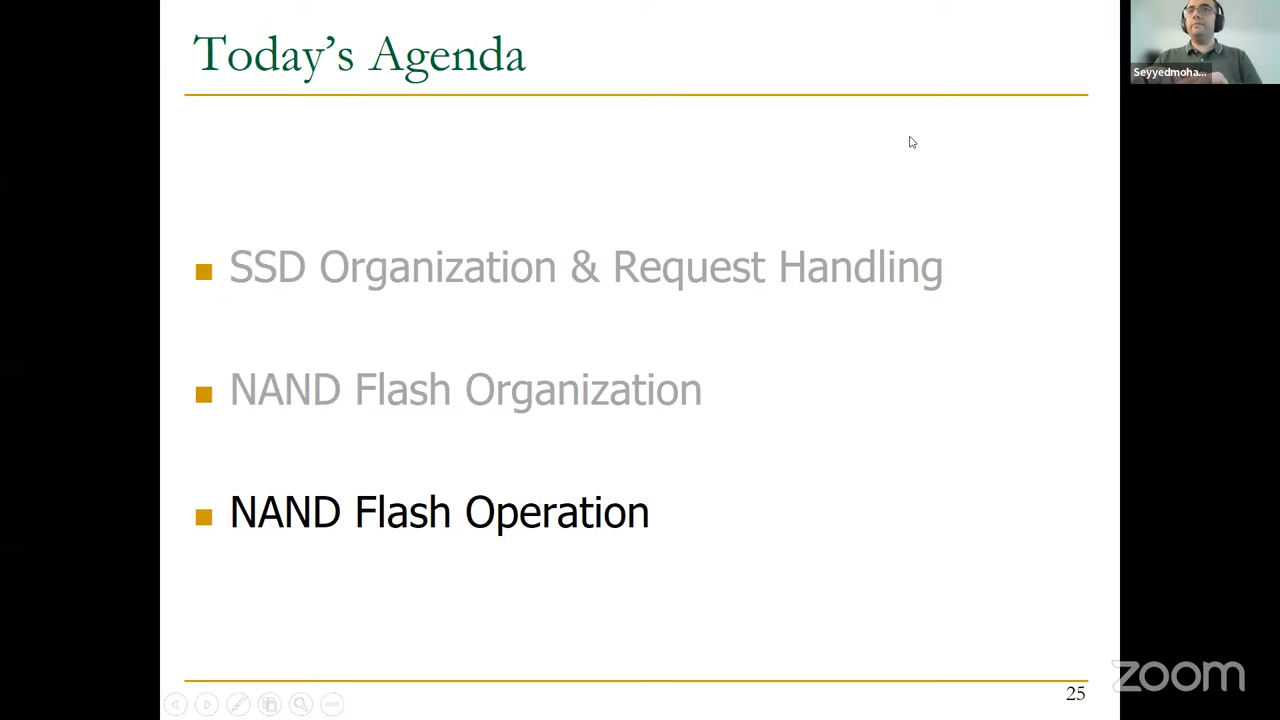 Today's Agenda
Seyyedmoha...
SSD Organization & Request Handling
NAND Flash Organization
NAND Flash Operation
25
zoom